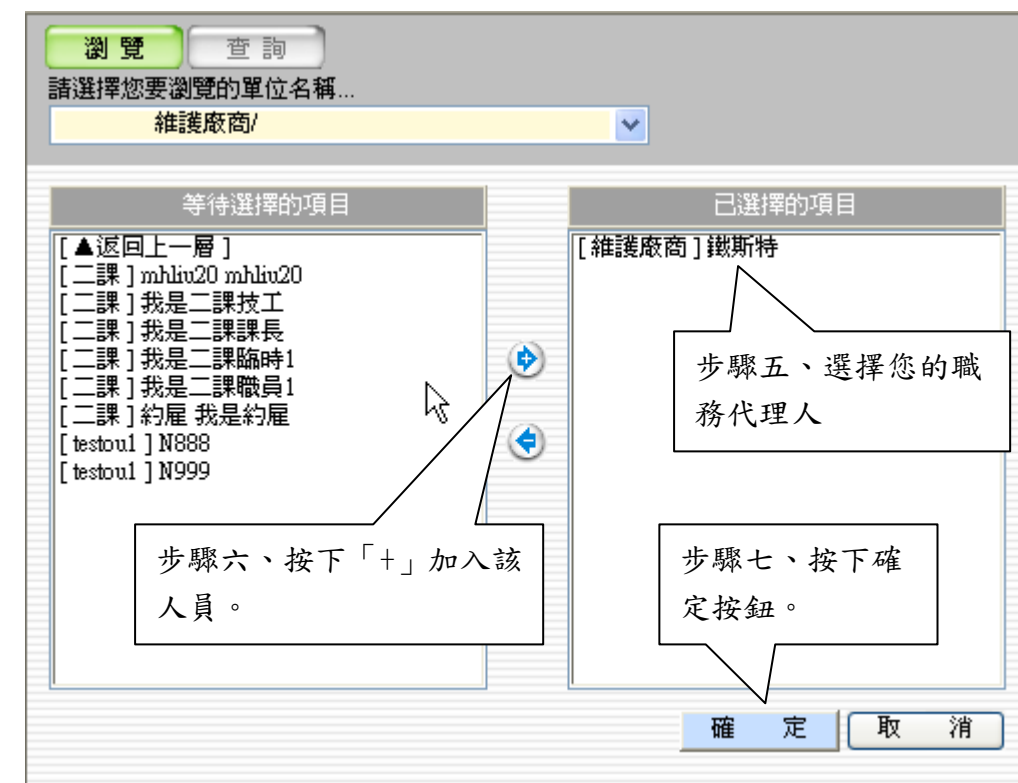 瀏 覽
查 詢
請選擇您要瀏覽的單位名稱...
維護廠商/
等待選擇的項目
已選擇的項目
[ ▲返回上一層 ]
[ 二課 ] mhliu20 mhliu20
[ 二課 ] 我是二課技工
[ 二課 ] 我是二課課長
[ 二課 ] 我是二課臨時1
[ 二課 ] 我是二課職員1
[ 二課 ] 約雇 我是約雇
[ testou1 ] N888
[ testou1 ] N999
[ 維護廠商 ] 鐵斯特
步驟五、選擇您的職
務代理人
步驟六、按下「+」加入該
人員。
步驟七、按下確
定按鈕。
確 定
取 消